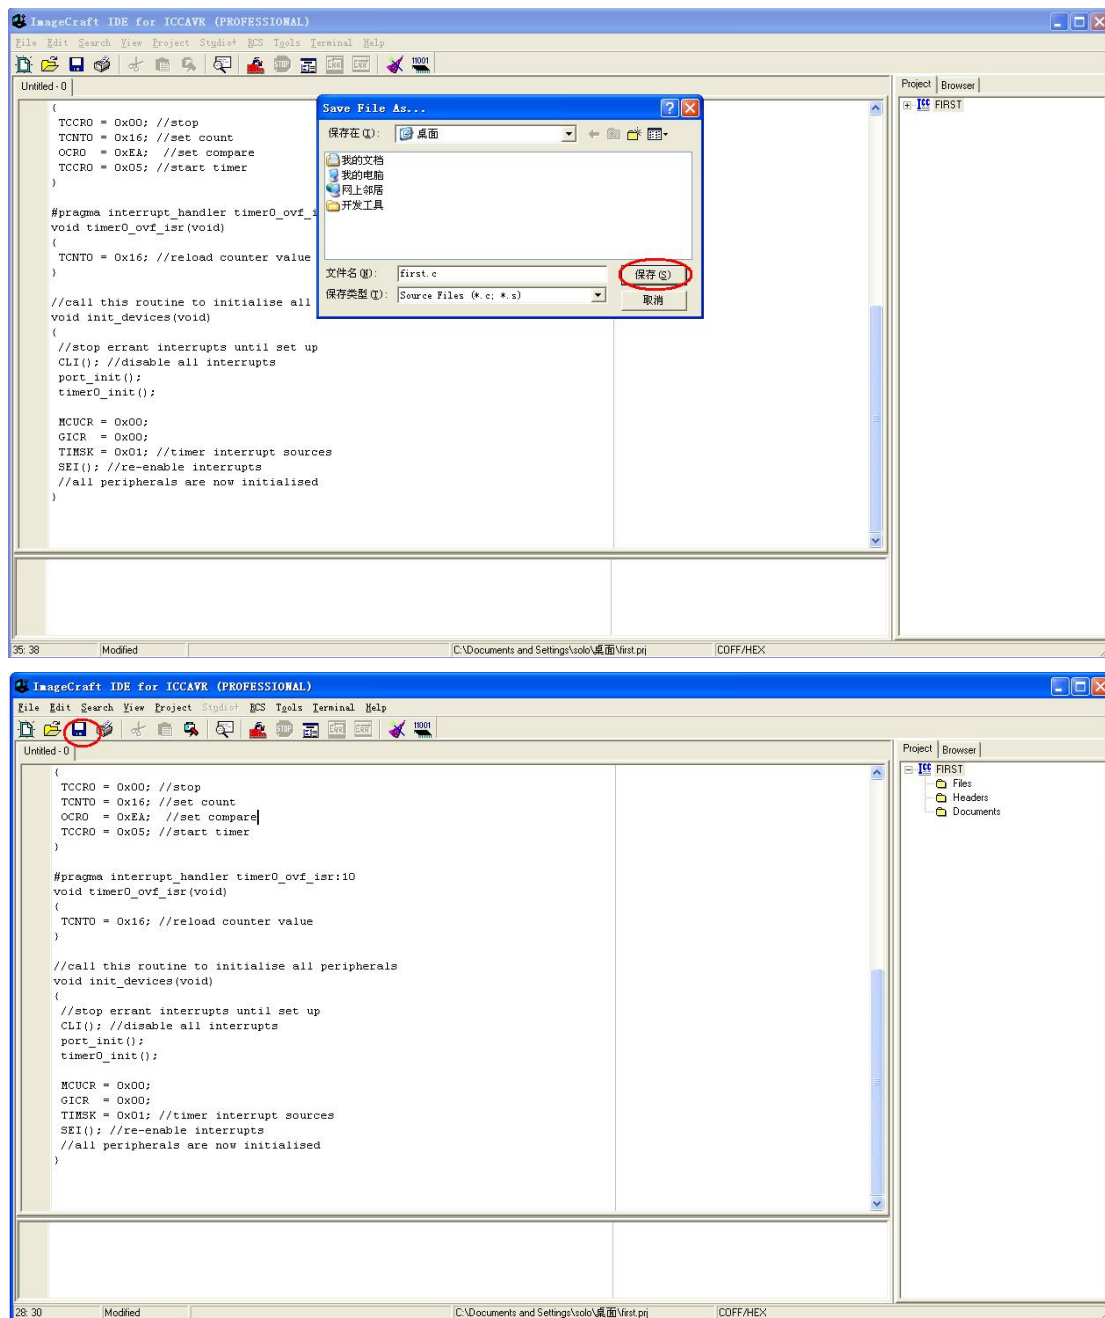 ImageCraft IDE for ICCAVR (PROFESSIONAL)
File Edit Search View Project Studio+ RCS Tools Terminal Help
Untitled - 0
Project Browser
FIRST
{
TCCR0 = 0x00; //stop
TCNT0 = 0x16; //set count
OCR0 = 0xEA; //set compare
TCCR0 = 0x05; //start timer
}
#pragma interrupt_handler timer0_ovf_i
void timer0_ovf_isr(void)
{
TCNT0 = 0x16; //reload counter value
}
//call this routine to initialise all
void init_devices(void)
{
//stop errant interrupts until set up
CLI(); //disable all interrupts
port_init();
timer0_init();
MCUCR = 0x00;
GICR = 0x00;
TIMSK = 0x01; //timer interrupt sources
SEI(); //re-enable interrupts
//all peripherals are now initialised
}
Save File As...
保存在(I): 桌面
我的文档
我的电脑
网上邻居
开发工具
文件名(N): first.c 保存(S)
保存类型(T): Source Files (*.c; *.s) 取消
35: 38 Modified C:\Documents and Settings\solo\桌面\first.prj COFF/HEX
ImageCraft IDE for ICCAVR (PROFESSIONAL)
File Edit Search View Project Studio+ RCS Tools Terminal Help
Untitled - 0
Project Browser
FIRST
Files
Headers
Documents
{
TCCR0 = 0x00; //stop
TCNT0 = 0x16; //set count
OCR0 = 0xEA; //set compare
TCCR0 = 0x05; //start timer
}
#pragma interrupt_handler timer0_ovf_isr:10
void timer0_ovf_isr(void)
{
TCNT0 = 0x16; //reload counter value
}
//call this routine to initialise all peripherals
void init_devices(void)
{
//stop errant interrupts until set up
CLI(); //disable all interrupts
port_init();
timer0_init();
MCUCR = 0x00;
GICR = 0x00;
TIMSK = 0x01; //timer interrupt sources
SEI(); //re-enable interrupts
//all peripherals are now initialised
}
28: 30 Modified C:\Documents and Settings\solo\桌面\first.prj COFF/HEX